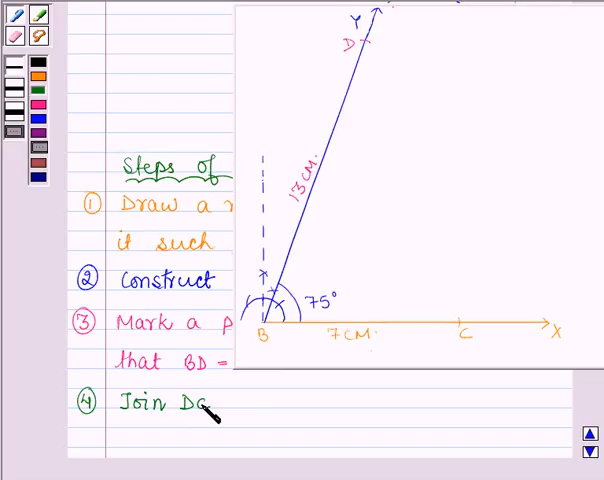 Y
D
13 CM.
Steps of
① Draw a
it such
② Construct
75°
③ Mark a p
B 7 CM. C X
that BD =
④ Join DC